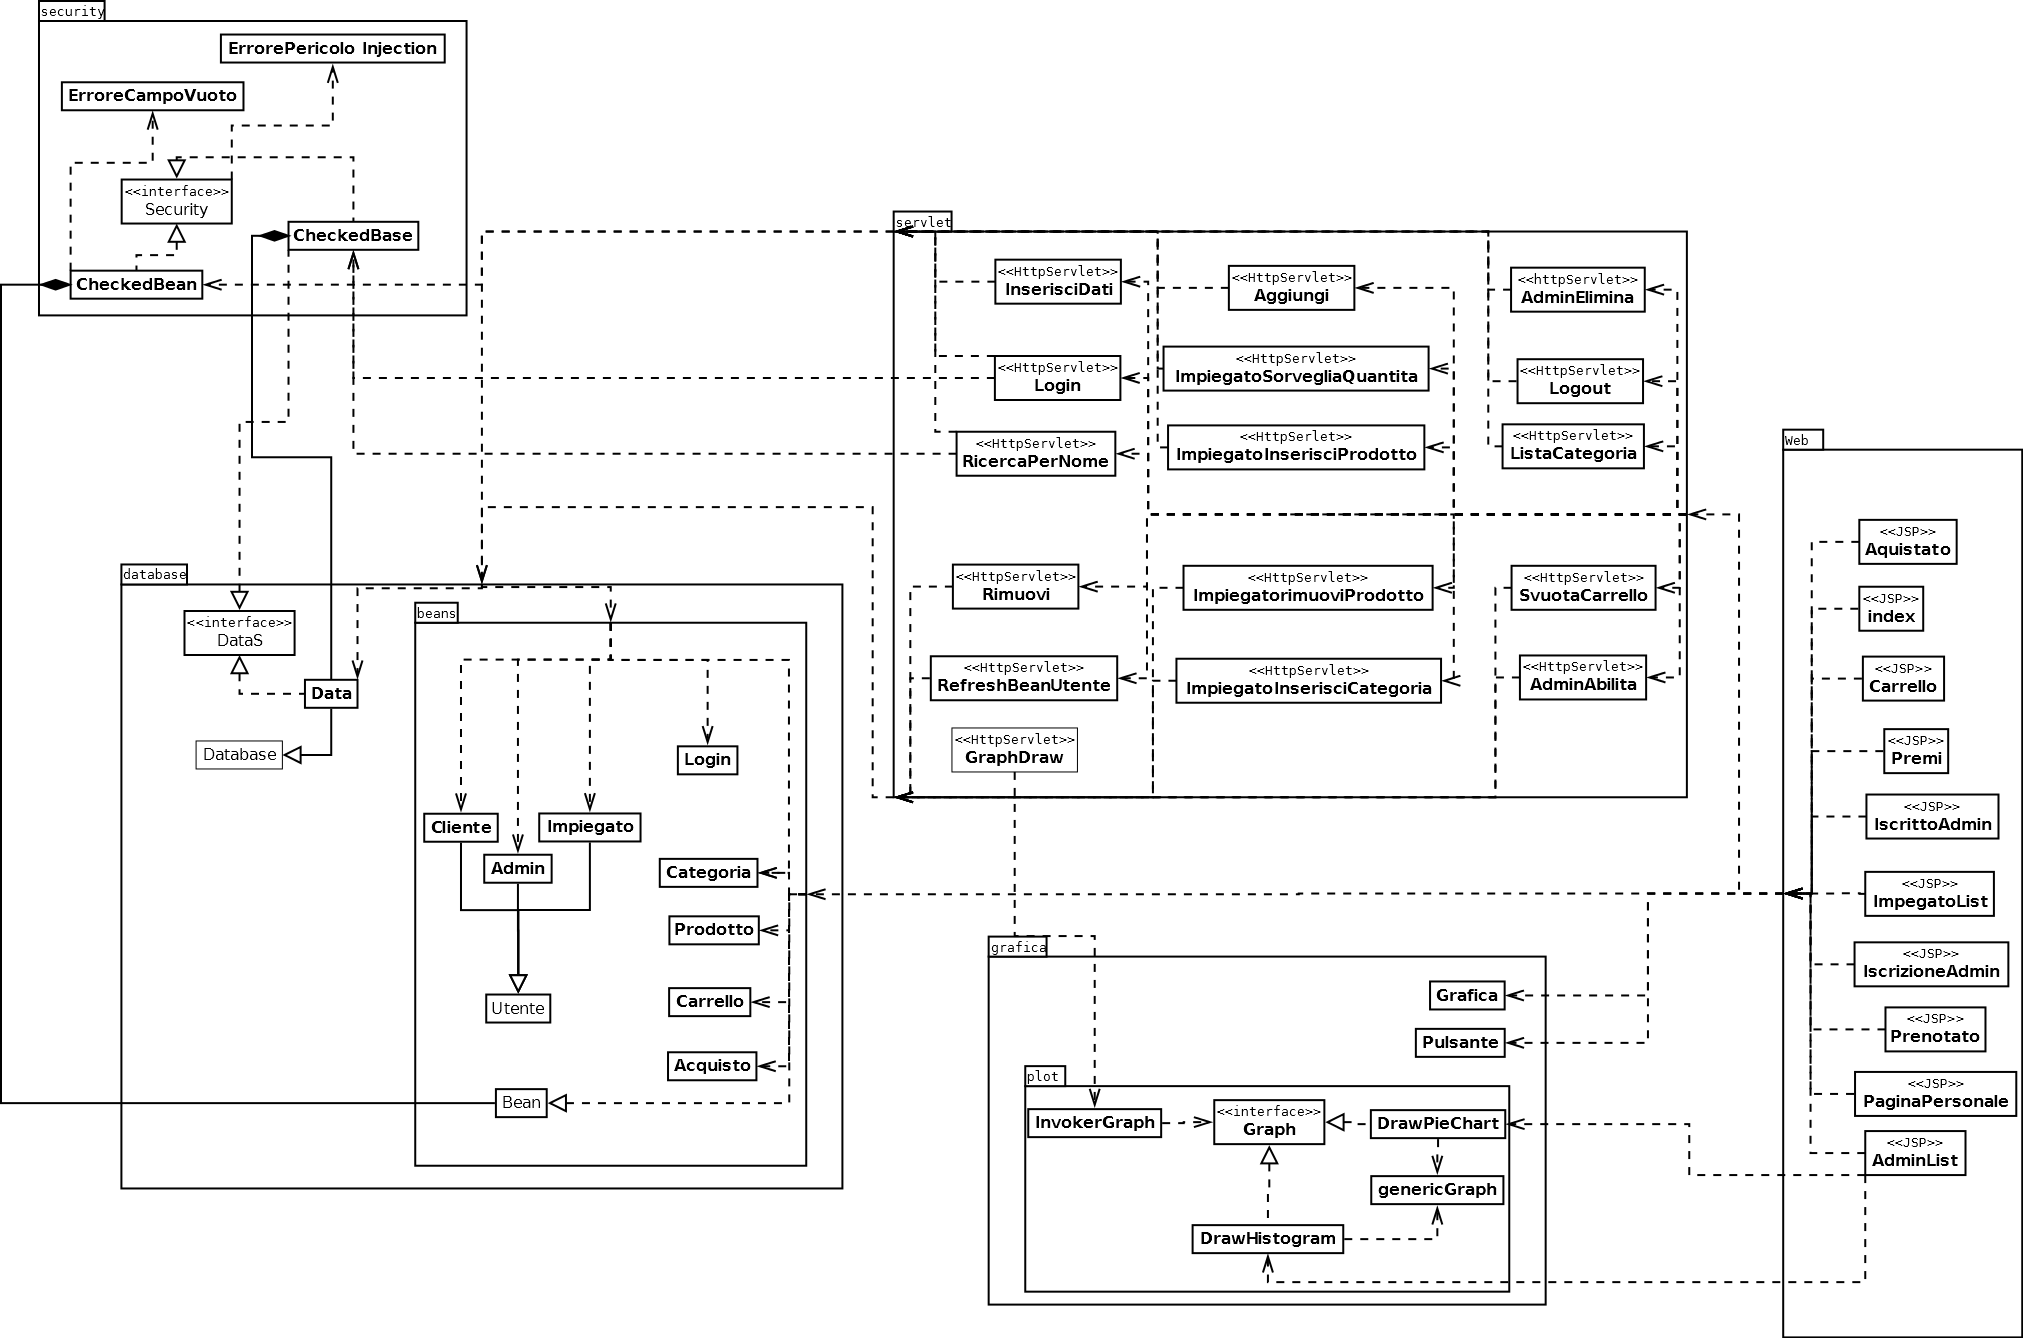 security
ErrorePericolo Injection
ErroreCampoVuoto
<<interface>>
Security
CheckedBase
CheckedBean
servlet
<<HttpServlet>>
InserisciDati
<<HttpServlet>>
Aggiungi
<<httpServlet>>
AdminElimina
<<HttpServlet>>
Login
<<HttpServlet>>
ImpiegatoSorvegliaQuantita
<<HttpServlet>>
Logout
<<HttpServlet>>
RicercaPerNome
<<HttpSerlet>>
ImpiegatoInserisciProdotto
<<HttpServlet>>
ListaCategoria
<<HttpServlet>>
Rimuovi
<<HttpServlet>>
ImpiegatorimuoviProdotto
<<HttpServlet>>
SvuotaCarrello
<<HttpServlet>>
RefreshBeanUtente
<<HttpServlet>>
ImpiegatoInserisciCategoria
<<HttpServlet>>
AdminAbilita
<<HttpServlet>>
GraphDraw
database
<<interface>>
DataS
Data
Database
beans
Login
Cliente
Impiegato
Admin
Categoria
Prodotto
Carrello
Utente
Acquisto
Bean
grafica
Grafica
Pulsante
plot
InvokerGraph
<<interface>>
Graph
DrawPieChart
genericGraph
DrawHistogram
Web
<<JSP>>
Aquistato
<<JSP>>
index
<<JSP>>
Carrello
<<JSP>>
Premi
<<JSP>>
IscrittoAdmin
<<JSP>>
ImpegatoList
<<JSP>>
IscrizioneAdmin
<<JSP>>
Prenotato
<<JSP>>
PaginaPersonale
<<JSP>>
AdminList